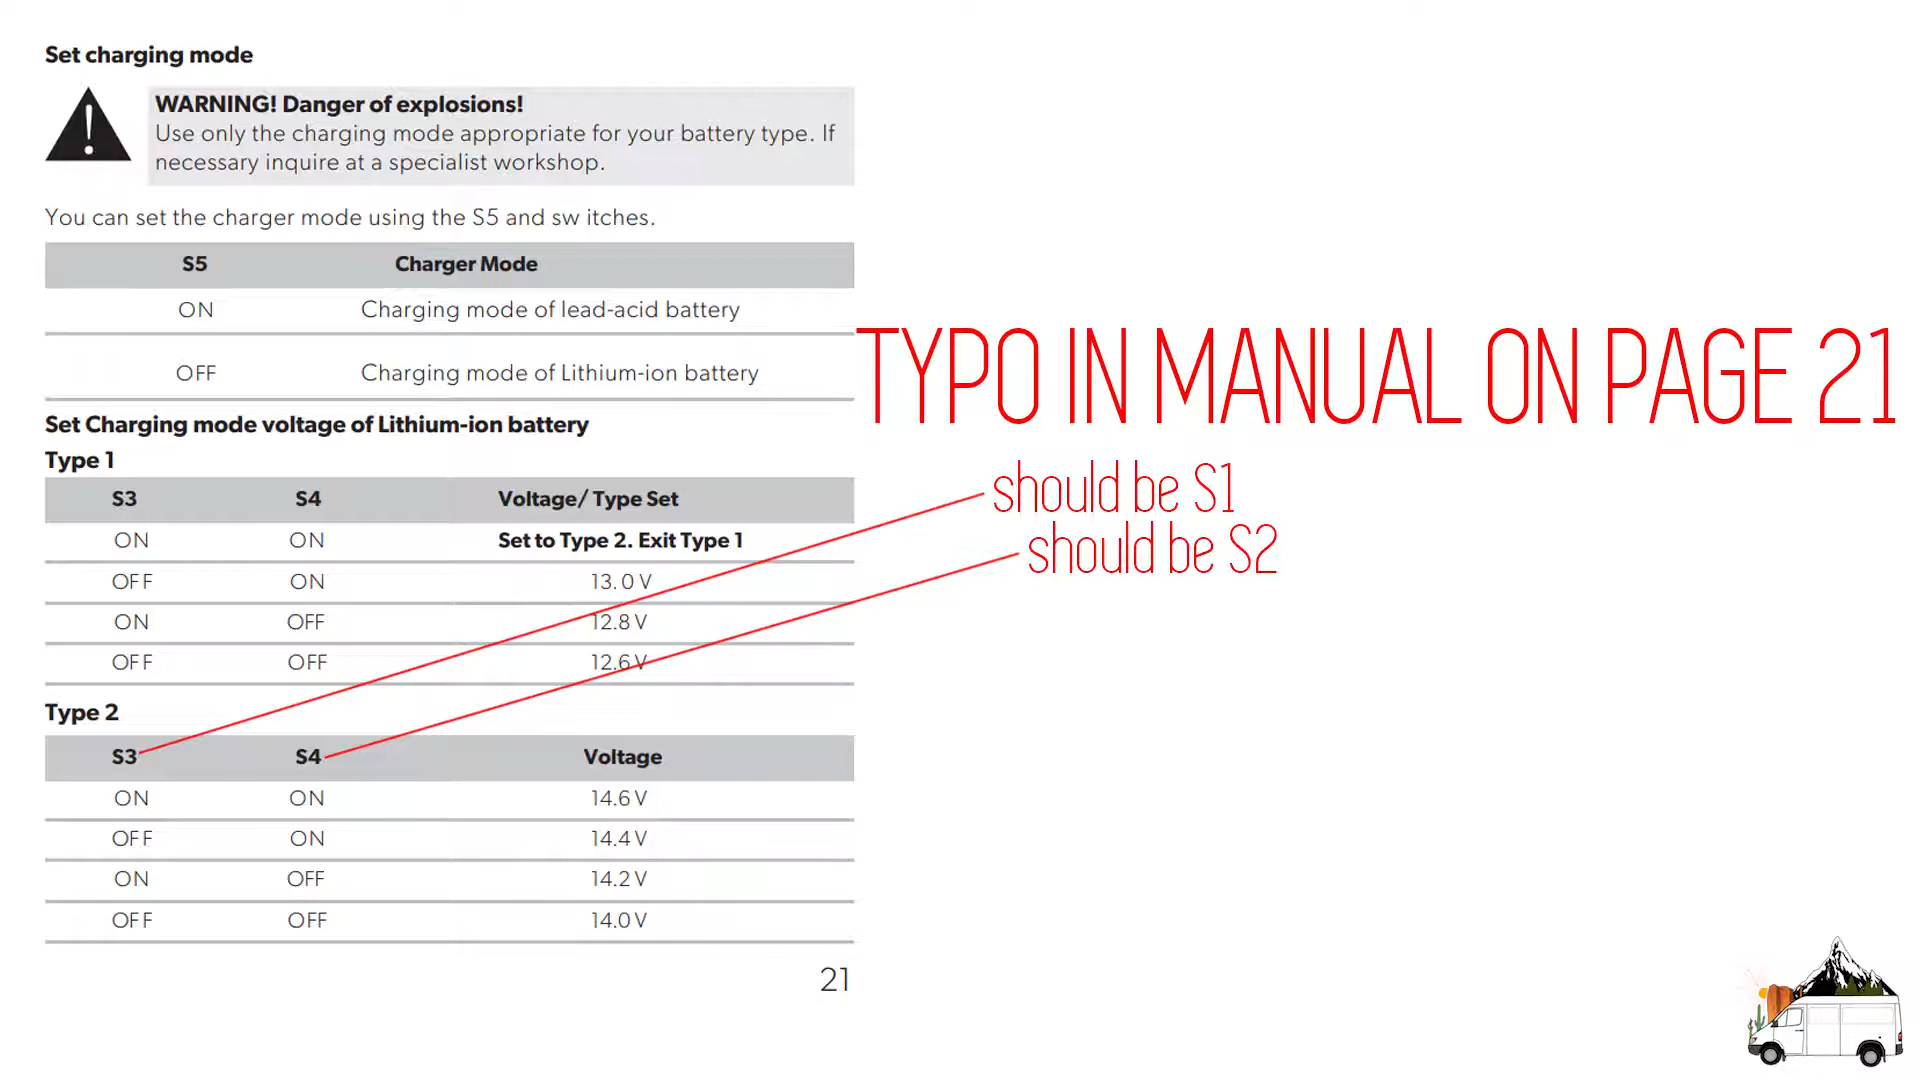 Set charging mode
WARNING! Danger of explosions!
Use only the charging mode appropriate for your battery type. If
necessary inquire at a specialist workshop.
You can set the charger mode using the S5 and sw itches.
S5 Charger Mode
ON Charging mode of lead-acid battery
OFF Charging mode of Lithium-ion battery
TYPO IN MANUAL ON PAGE 21
Set Charging mode voltage of Lithium-ion battery
Type 1
should be S1
S3 S4 Voltage/ Type Set
should be S2
ON ON Set to Type 2. Exit Type 1
OFF ON 13.0 V
ON OFF 12.8 V
OFF OFF 12.6 V
Type 2
S3 S4 Voltage
ON ON 14.6 V
OFF ON 14.4 V
ON OFF 14.2 V
OFF OFF 14.0 V
21